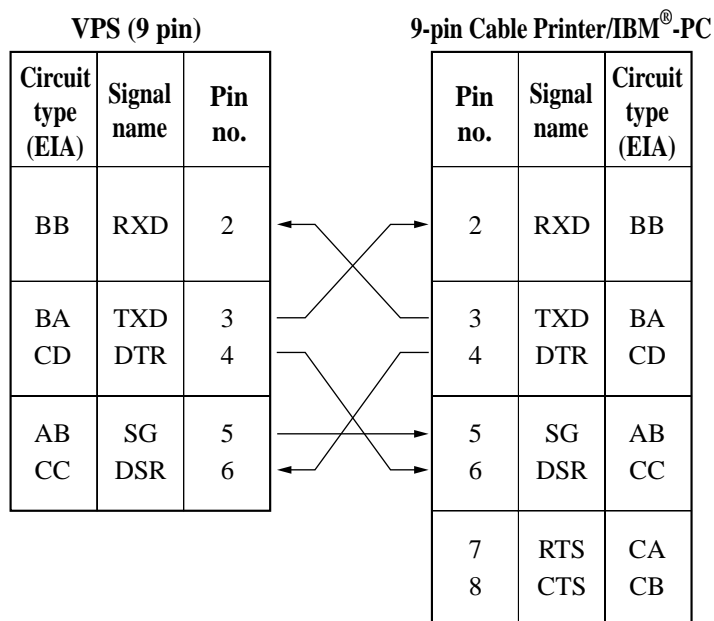 VPS (9 pin)
Circuit type (EIA) Signal name Pin no.
BB RXD 2
BA TXD 3
CD DTR 4
AB SG 5
CC DSR 6
9-pin Cable Printer/IBM®-PC
Pin no. Signal name Circuit type (EIA)
2 RXD BB
3 TXD BA
4 DTR CD
5 SG AB
6 DSR CC
7 RTS CA
8 CTS CB